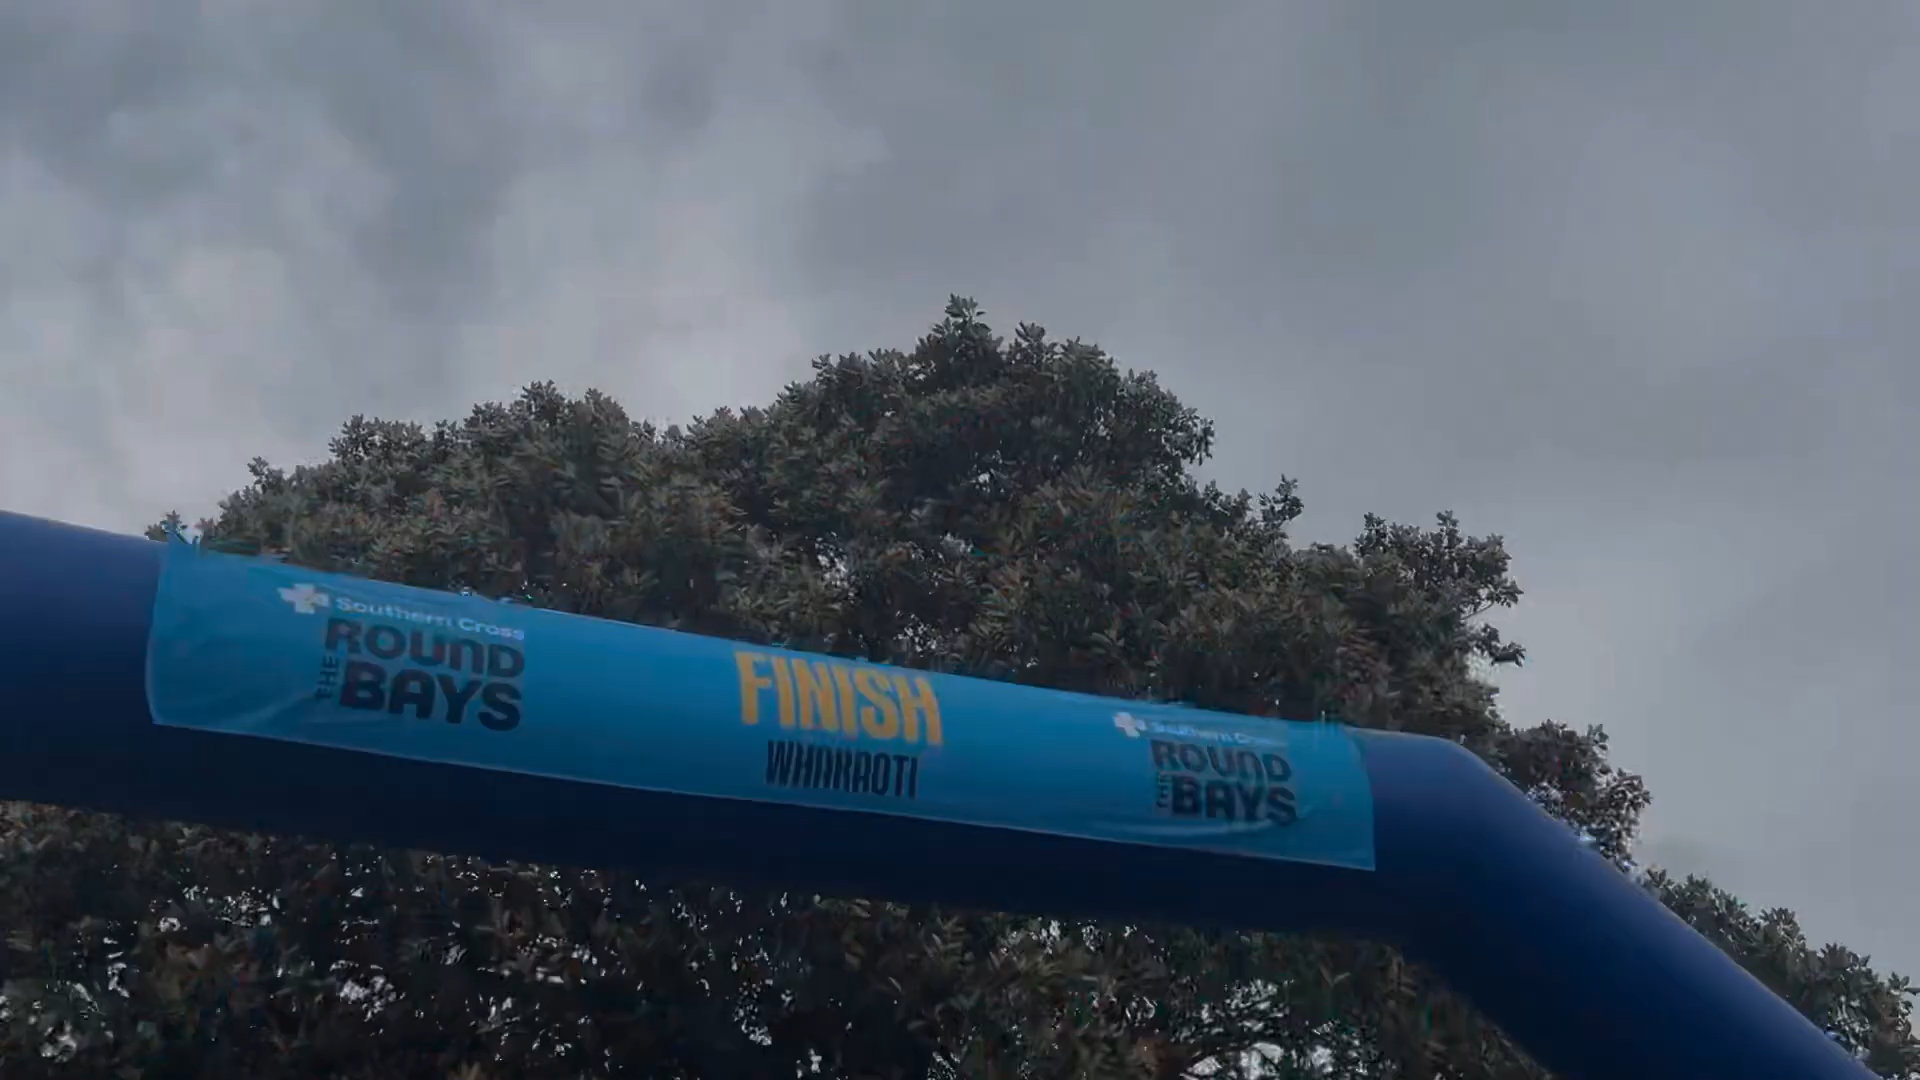 Southern Cross
ROUND
THE BAYS
FINISH
WHAKAOTI
Southern Cross
ROUND
THE BAYS